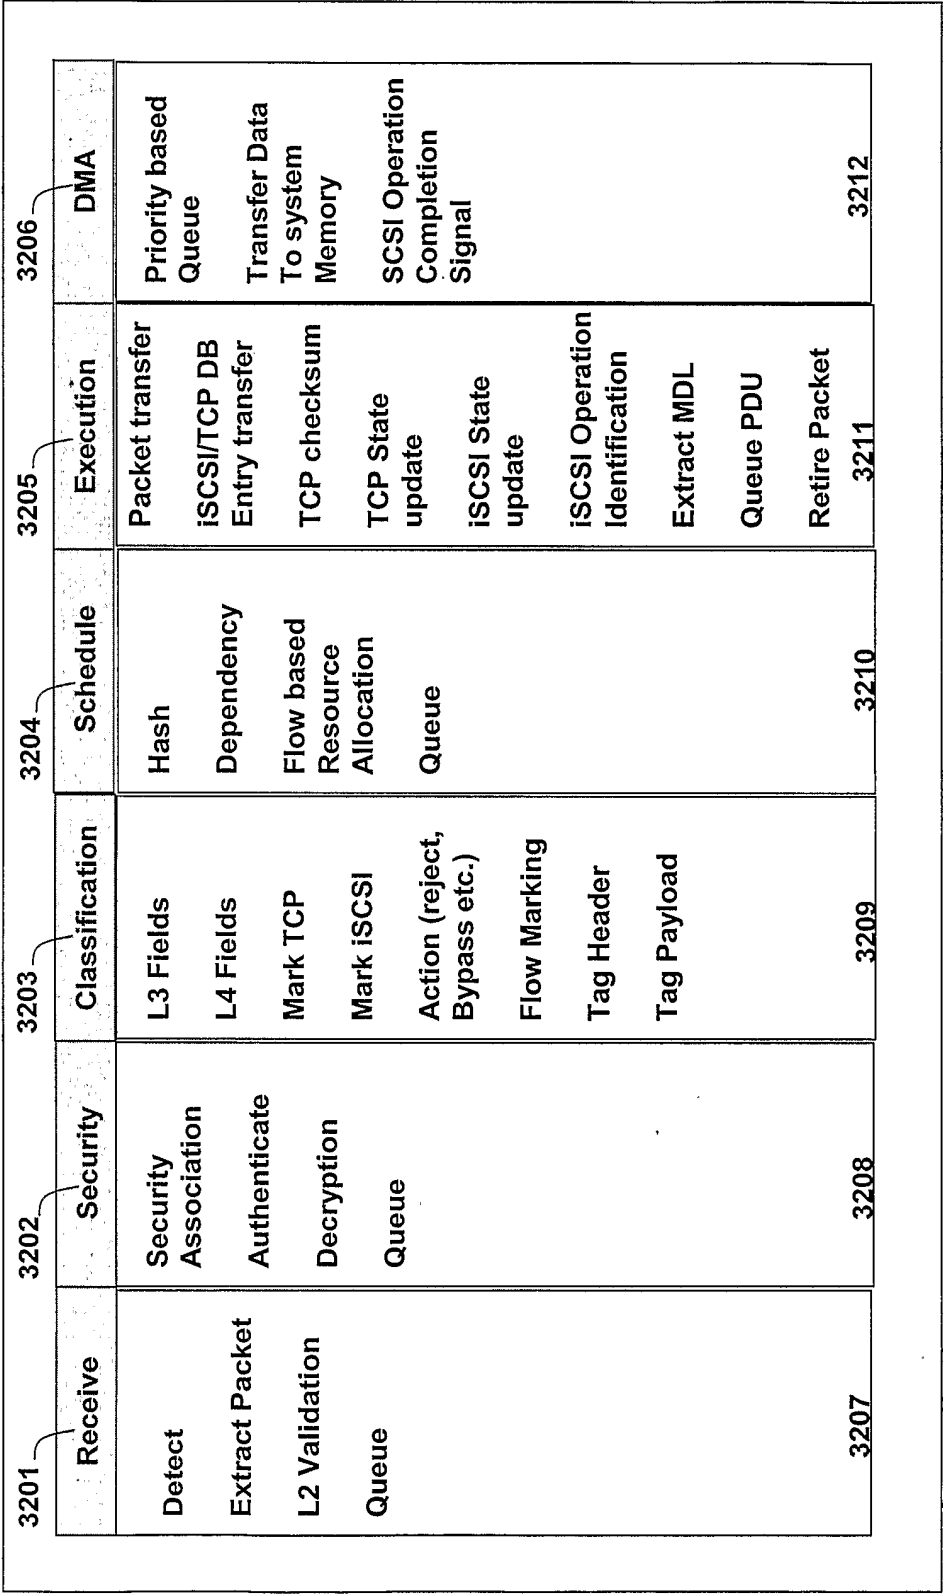 3201
Receive
Detect
Extract Packet
L2 Validation
Queue
3207
3202
Security
Security
Association
Authenticate
Decryption
Queue
3208
3203
Classification
L3 Fields
L4 Fields
Mark TCP
Mark iSCSI
Action (reject,
Bypass etc.)
Flow Marking
Tag Header
Tag Payload
3209
3204
Schedule
Hash
Dependency
Flow based
Resource
Allocation
Queue
3210
3205
Execution
Packet transfer
iSCSI/TCP DB
Entry transfer
TCP checksum
TCP State
update
iSCSI State
update
iSCSI Operation
Identification
Extract MDL
Queue PDU
Retire Packet
3211
3206
DMA
Priority based
Queue
Transfer Data
To system
Memory
SCSI Operation
Completion
Signal
3212